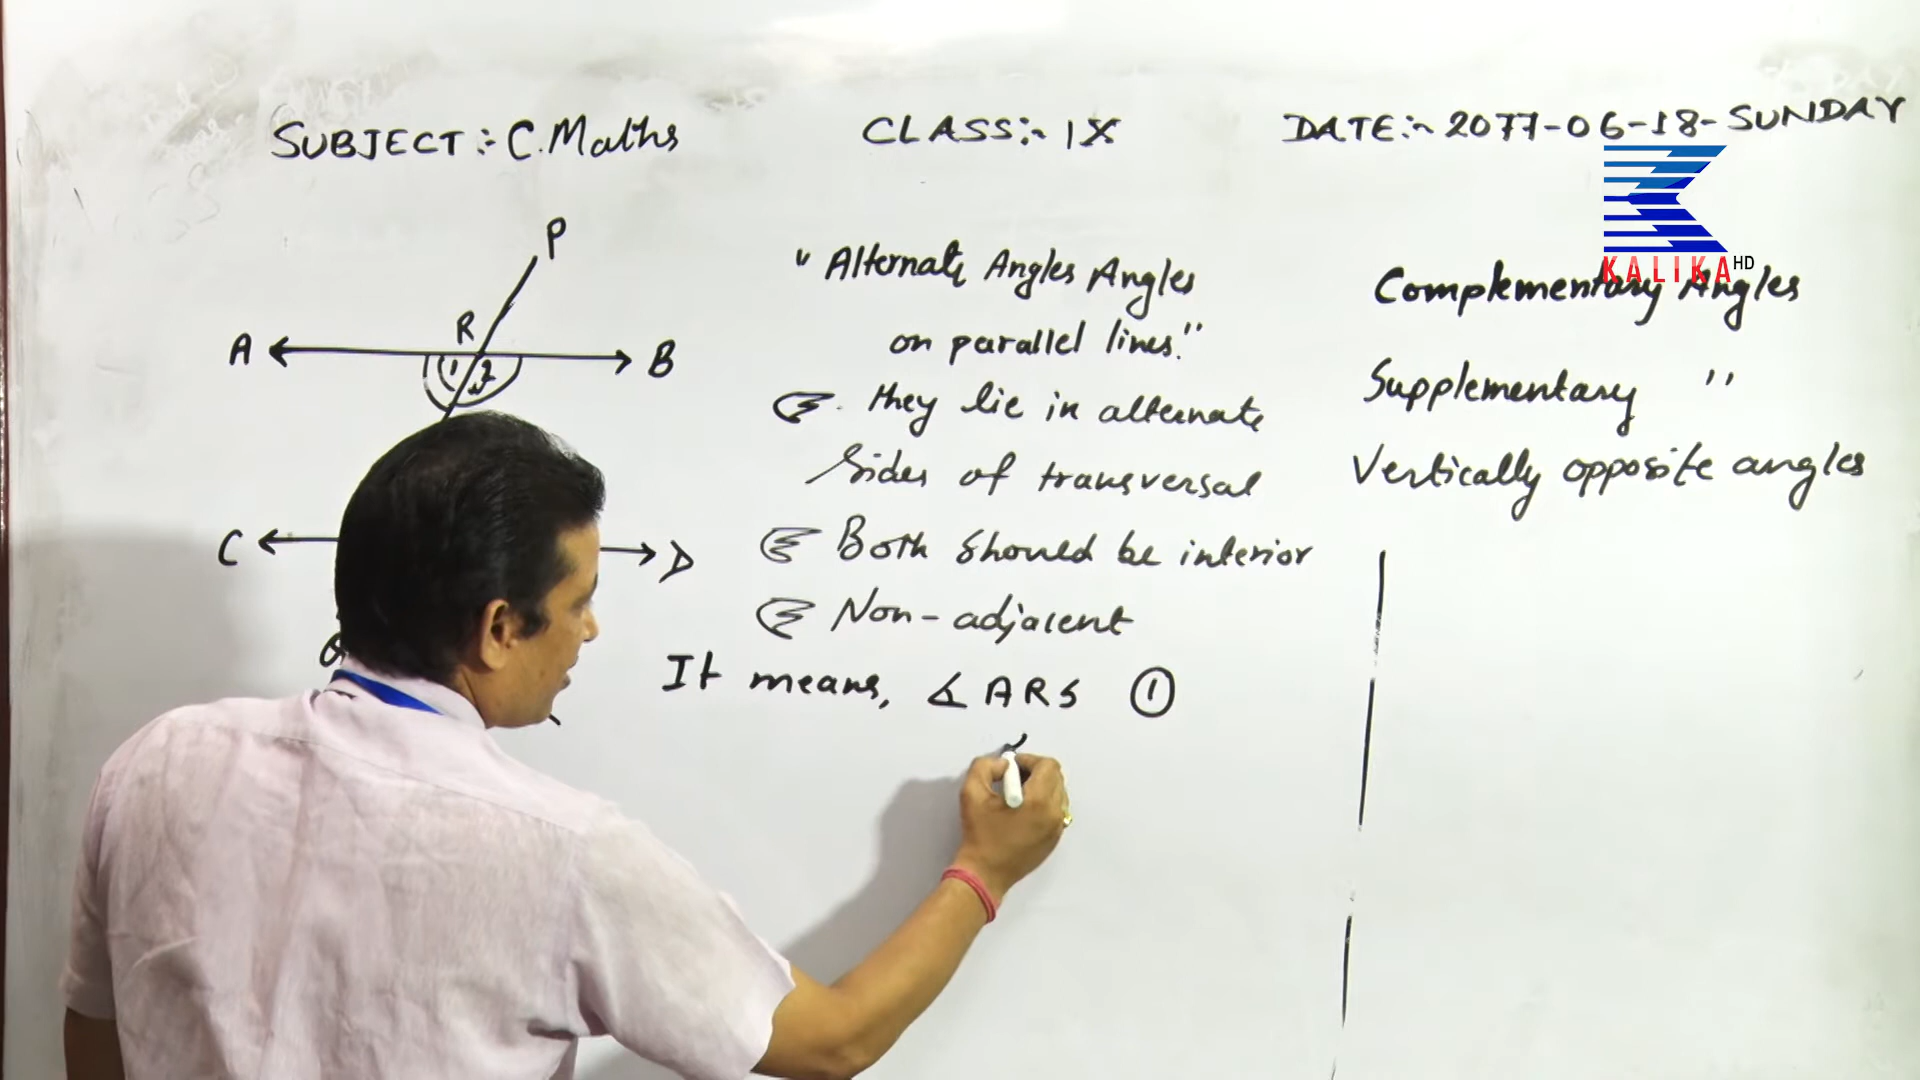 SUBJECT :- C.Maths
CLASS:- IX
DATE:- 2077-06-18-SUNDAY
KALIKA HD
P
R
A
B
1 2
C
D
Q
"Alternate Angles Angles
on parallel lines."
they lie in alternate
Sides of transversal
Both should be interior
Non-adjacent
It means, ∡ARS ①
Complementary Angles
Supplementary "
Vertically opposite angles